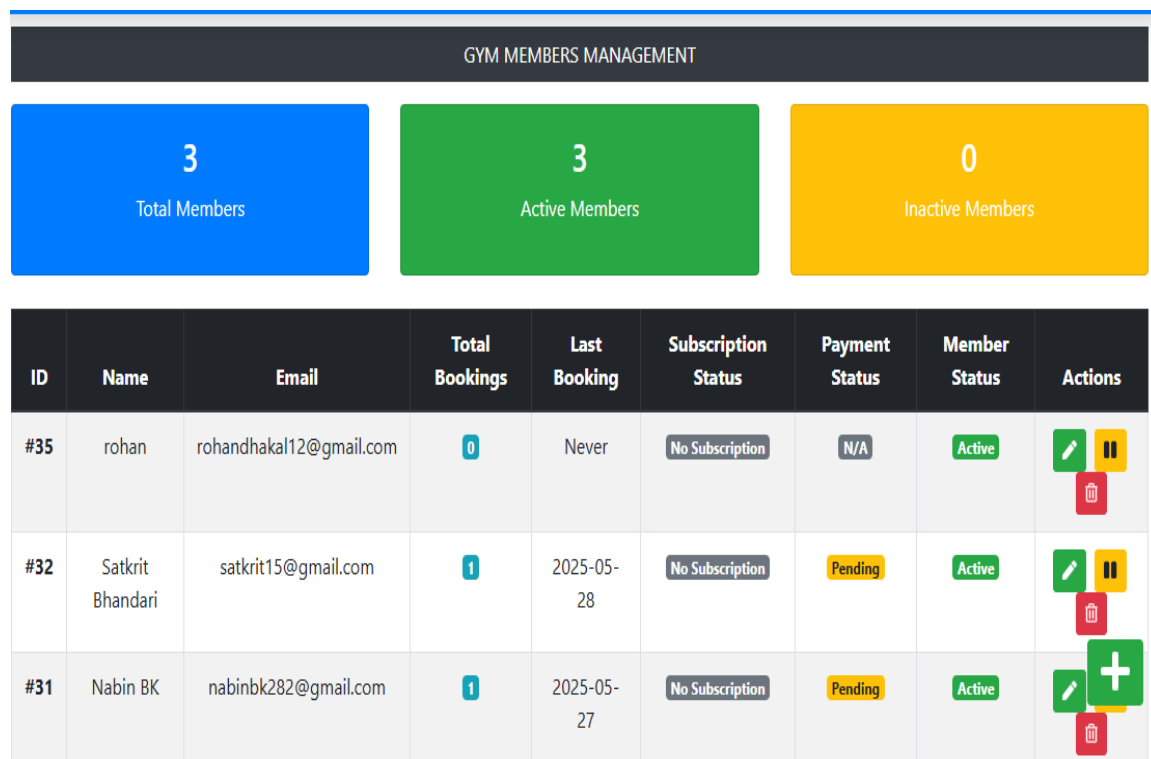 GYM MEMBERS MANAGEMENT
3
Total Members
3
Active Members
0
Inactive Members
ID Name Email Total Bookings Last Booking Subscription Status Payment Status Member Status Actions
#35 rohan rohandhakal12@gmail.com 0 Never No Subscription N/A Active
#32 Satkrit Bhandari satkrit15@gmail.com 1 2025-05-28 No Subscription Pending Active
#31 Nabin BK nabinbk282@gmail.com 1 2025-05-27 No Subscription Pending Active